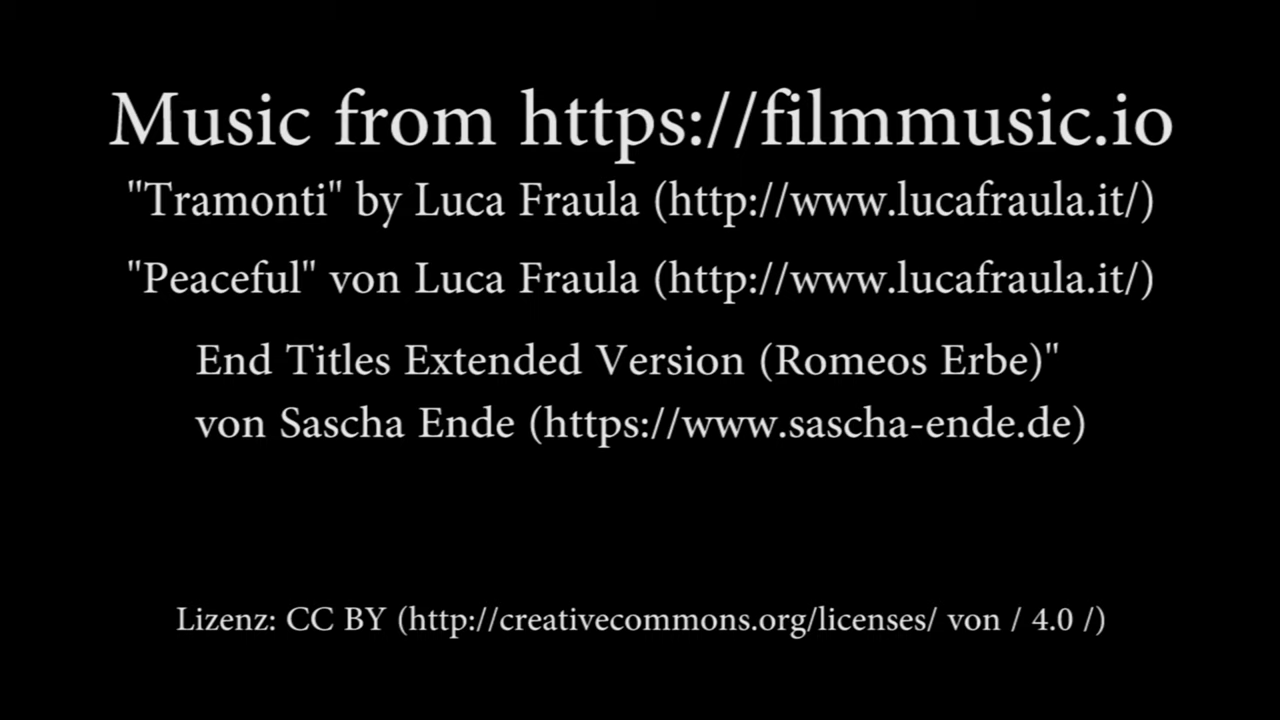 Music from https://filmmusic.io
"Tramonti" by Luca Fraula (http://www.lucafraula.it/)
"Peaceful" von Luca Fraula (http://www.lucafraula.it/)
End Titles Extended Version (Romeos Erbe)"
von Sascha Ende (https://www.sascha-ende.de)
Lizenz: CC BY (http://creativecommons.org/licenses/ von / 4.0 /)